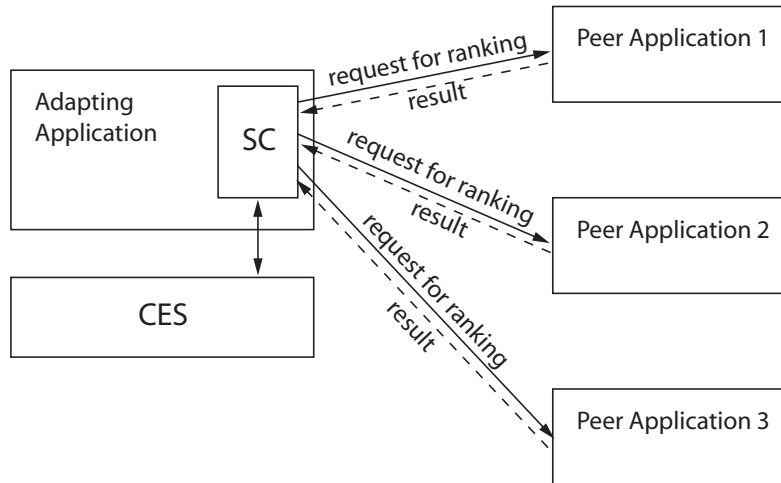 Adapting
Application
SC
CES
request for ranking
result
request for ranking
result
request for ranking
result
Peer Application 1
Peer Application 2
Peer Application 3